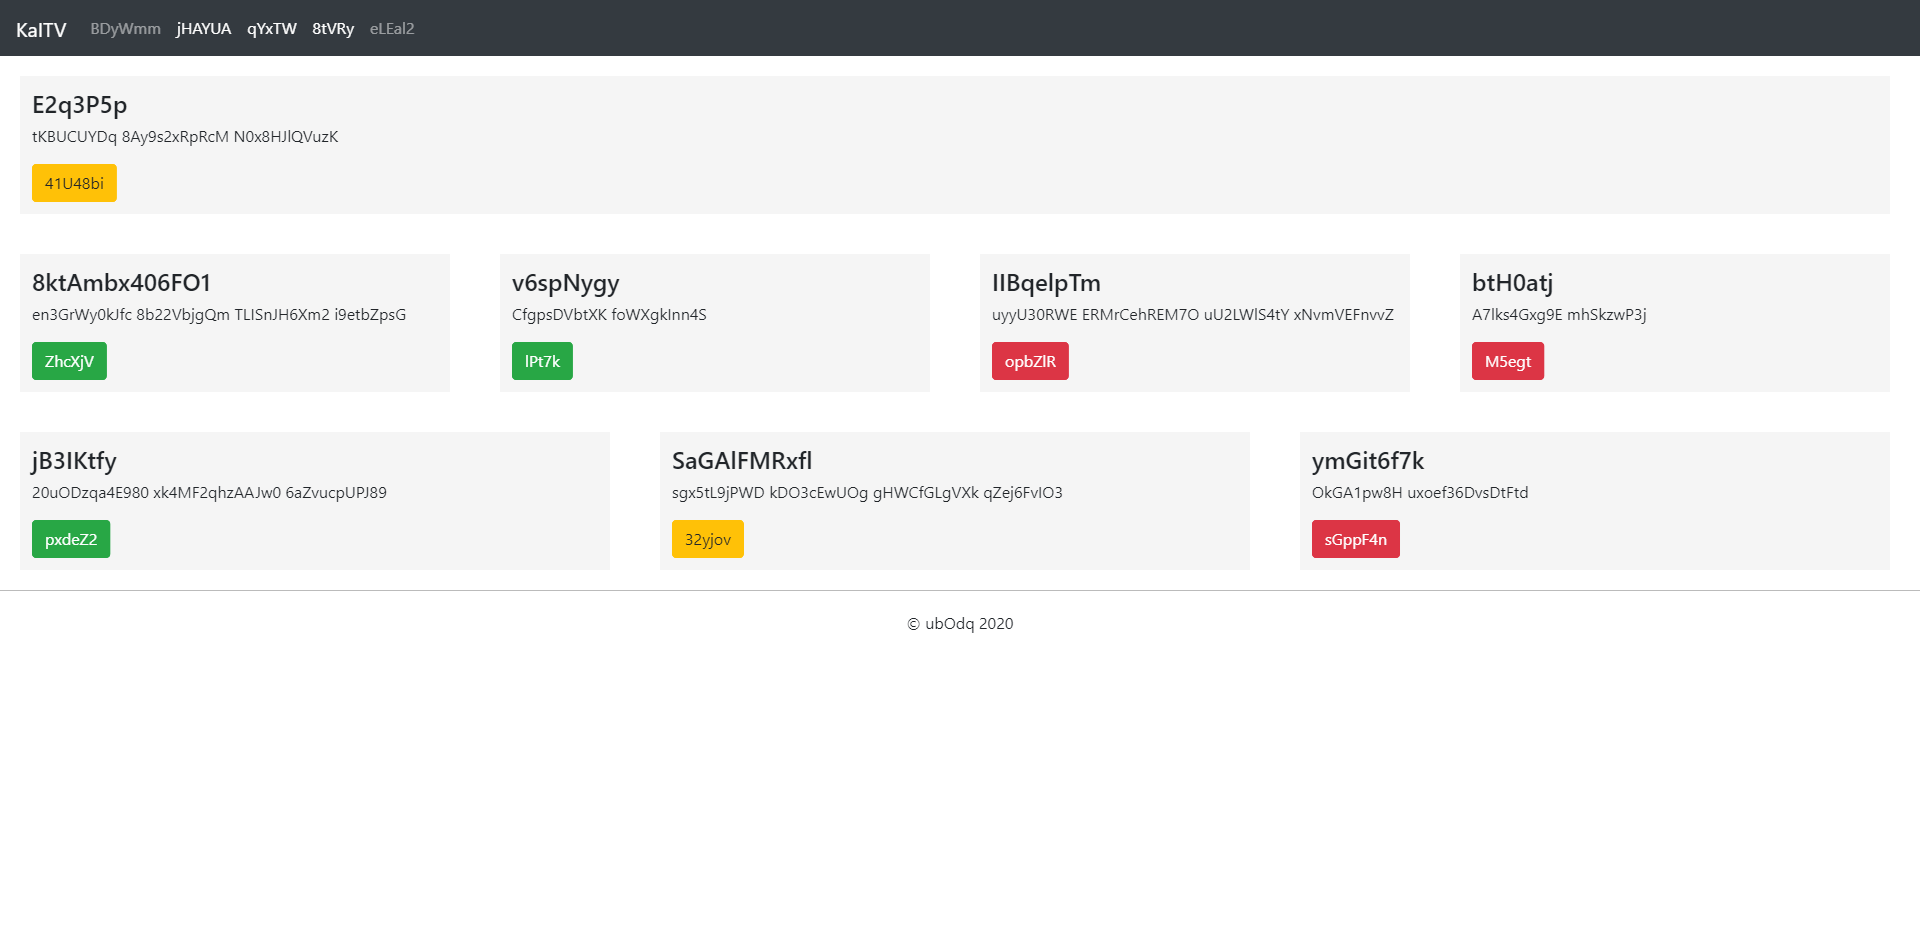 KaITV BDyWmm jHAYUA qYxTW 8tVRy eLEal2
E2q3P5p
tKBUCUYDq 8Ay9s2xRpRcM N0x8HJlQVuzK
41U48bi
8ktAmbx406FO1
en3GrWy0kJfc 8b22VbjgQm TLISnJH6Xm2 i9etbZpsG
ZhcXjV
v6spNygy
CfgpsDVbtXK foWXgkInn4S
lPt7k
IIBqelpTm
uyyU30RWE ERMrCehREM7O uU2LWlS4tY xNvmVEFnvvZ
opbZlR
btH0atj
A7lks4Gxg9E mhSkzwP3j
M5egt
jB3IKtfy
20uODzqa4E980 xk4MF2qhzAAJw0 6aZvucpUPJ89
pxdeZ2
SaGAlFMRxfl
sgx5tL9jPWD kDO3cEwUOg gHWCfGLgVXk qZej6FvIO3
32yjov
ymGit6f7k
OkGA1pw8H uxoef36DvsDtFtd
sGppF4n
© ubOdq 2020